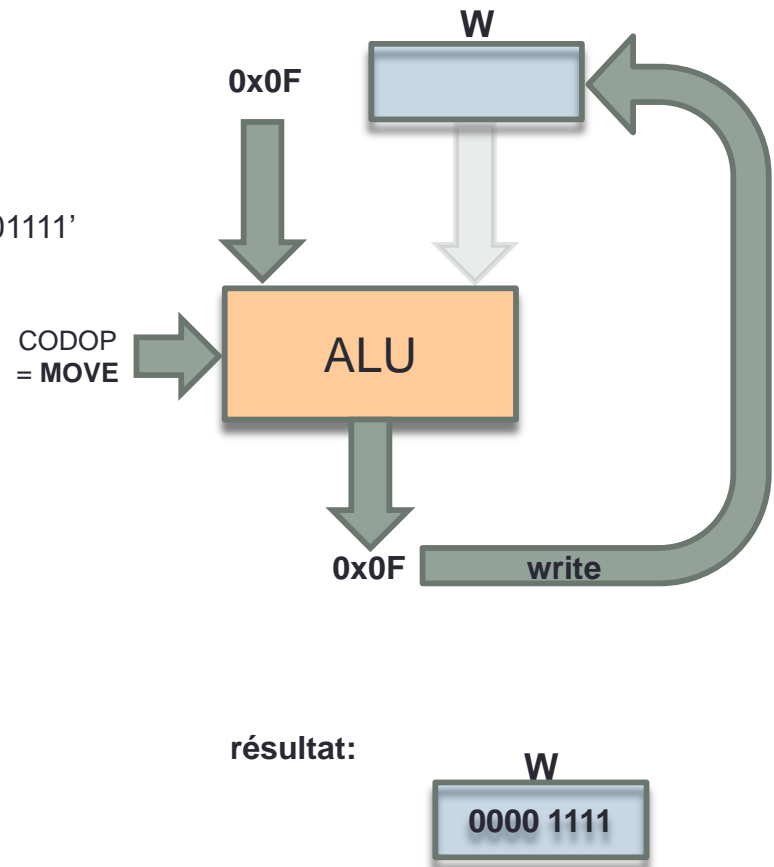 W
0x0F
01111’
CODOP
= MOVE
ALU
0x0F
write
résultat:
W
0000 1111